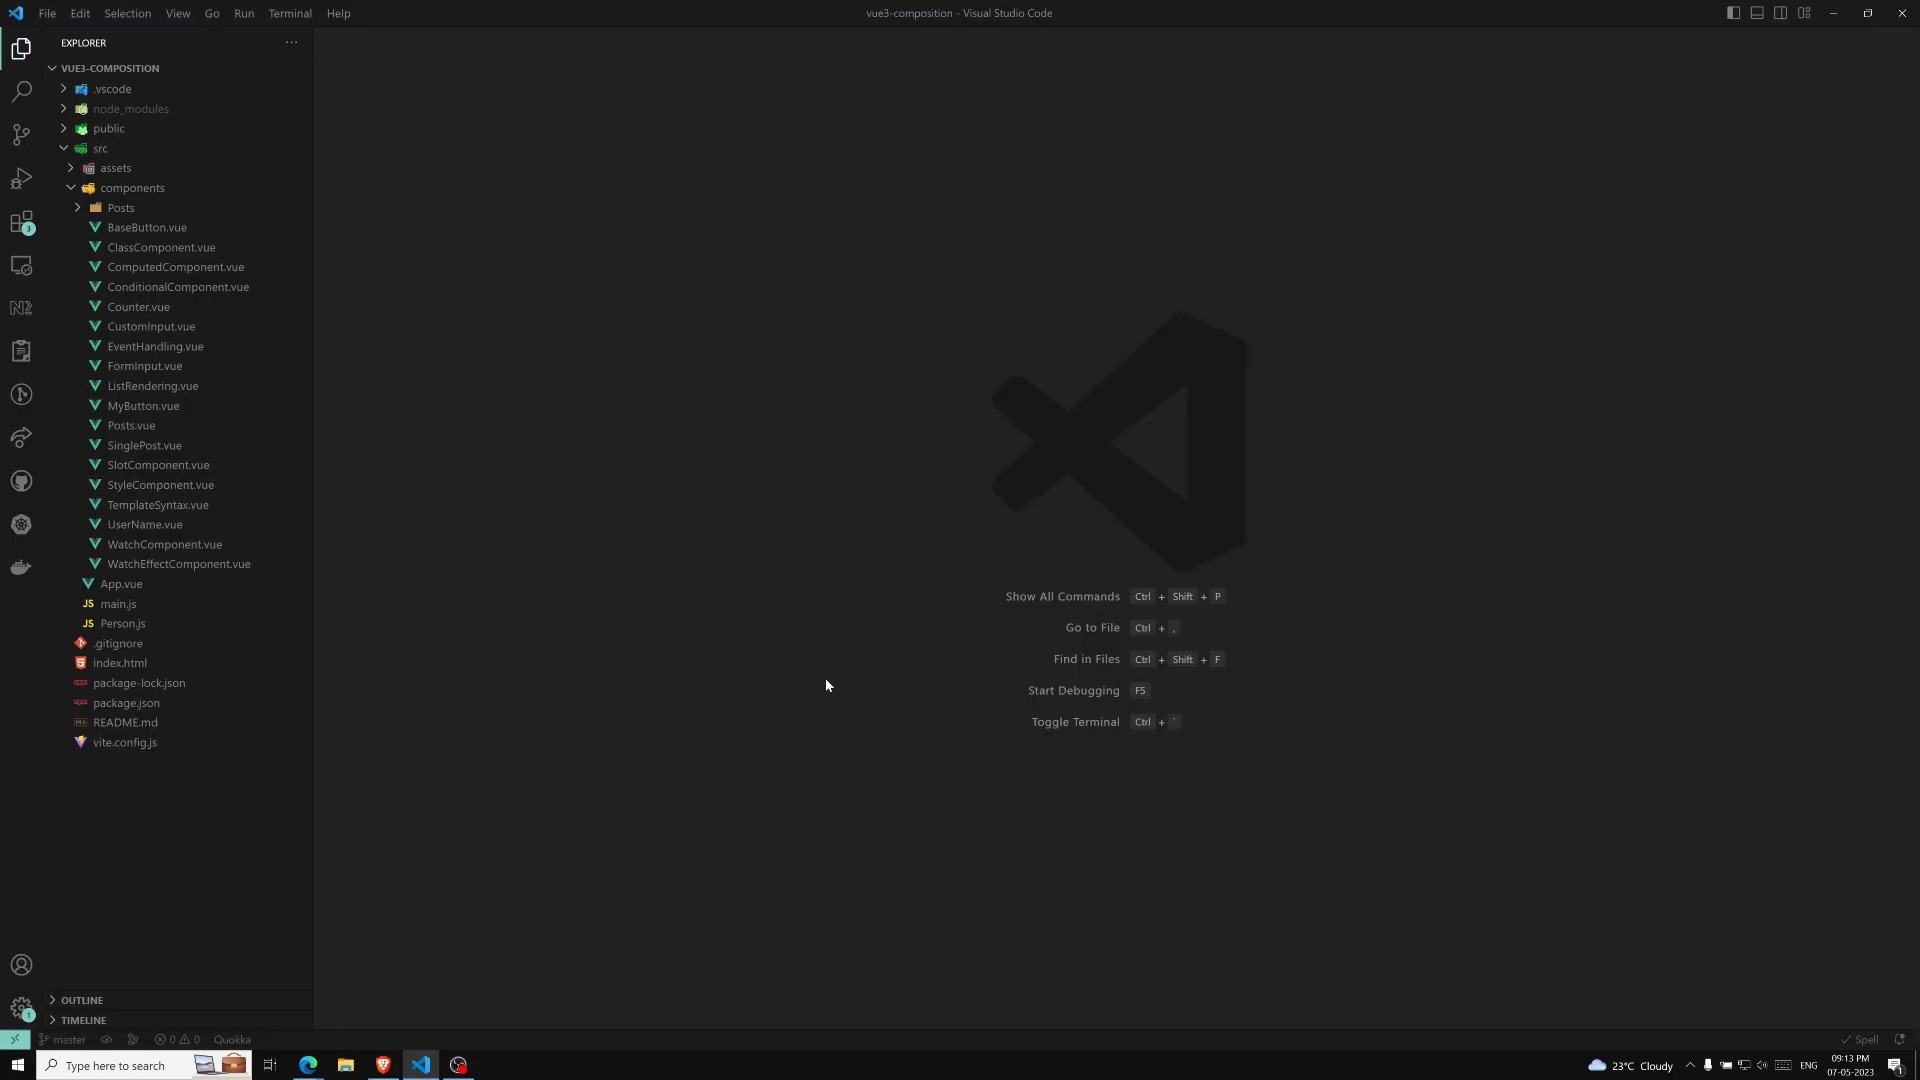 File Edit Selection View Go Run Terminal Help
vue3-composition - Visual Studio Code
EXPLORER
VUE3-COMPOSITION
.vscode
node_modules
public
src
assets
components
Posts
BaseButton.vue
ClassComponent.vue
ComputedComponent.vue
ConditionalComponent.vue
Counter.vue
CustomInput.vue
EventHandling.vue
FormInput.vue
ListRendering.vue
MyButton.vue
Posts.vue
SinglePost.vue
SlotComponent.vue
StyleComponent.vue
TemplateSyntax.vue
UserName.vue
WatchComponent.vue
WatchEffectComponent.vue
App.vue
JS main.js
JS Person.js
.gitignore
index.html
package-lock.json
package.json
README.md
vite.config.js
3
Show All Commands Ctrl + Shift + P
Go to File Ctrl + ,
Find in Files Ctrl + Shift + F
Start Debugging F5
Toggle Terminal Ctrl + `
OUTLINE
TIMELINE
1
master 0 0 Quokka
Spell
Type here to search
23°C Cloudy
ENG
09:13 PM
07-05-2023
1